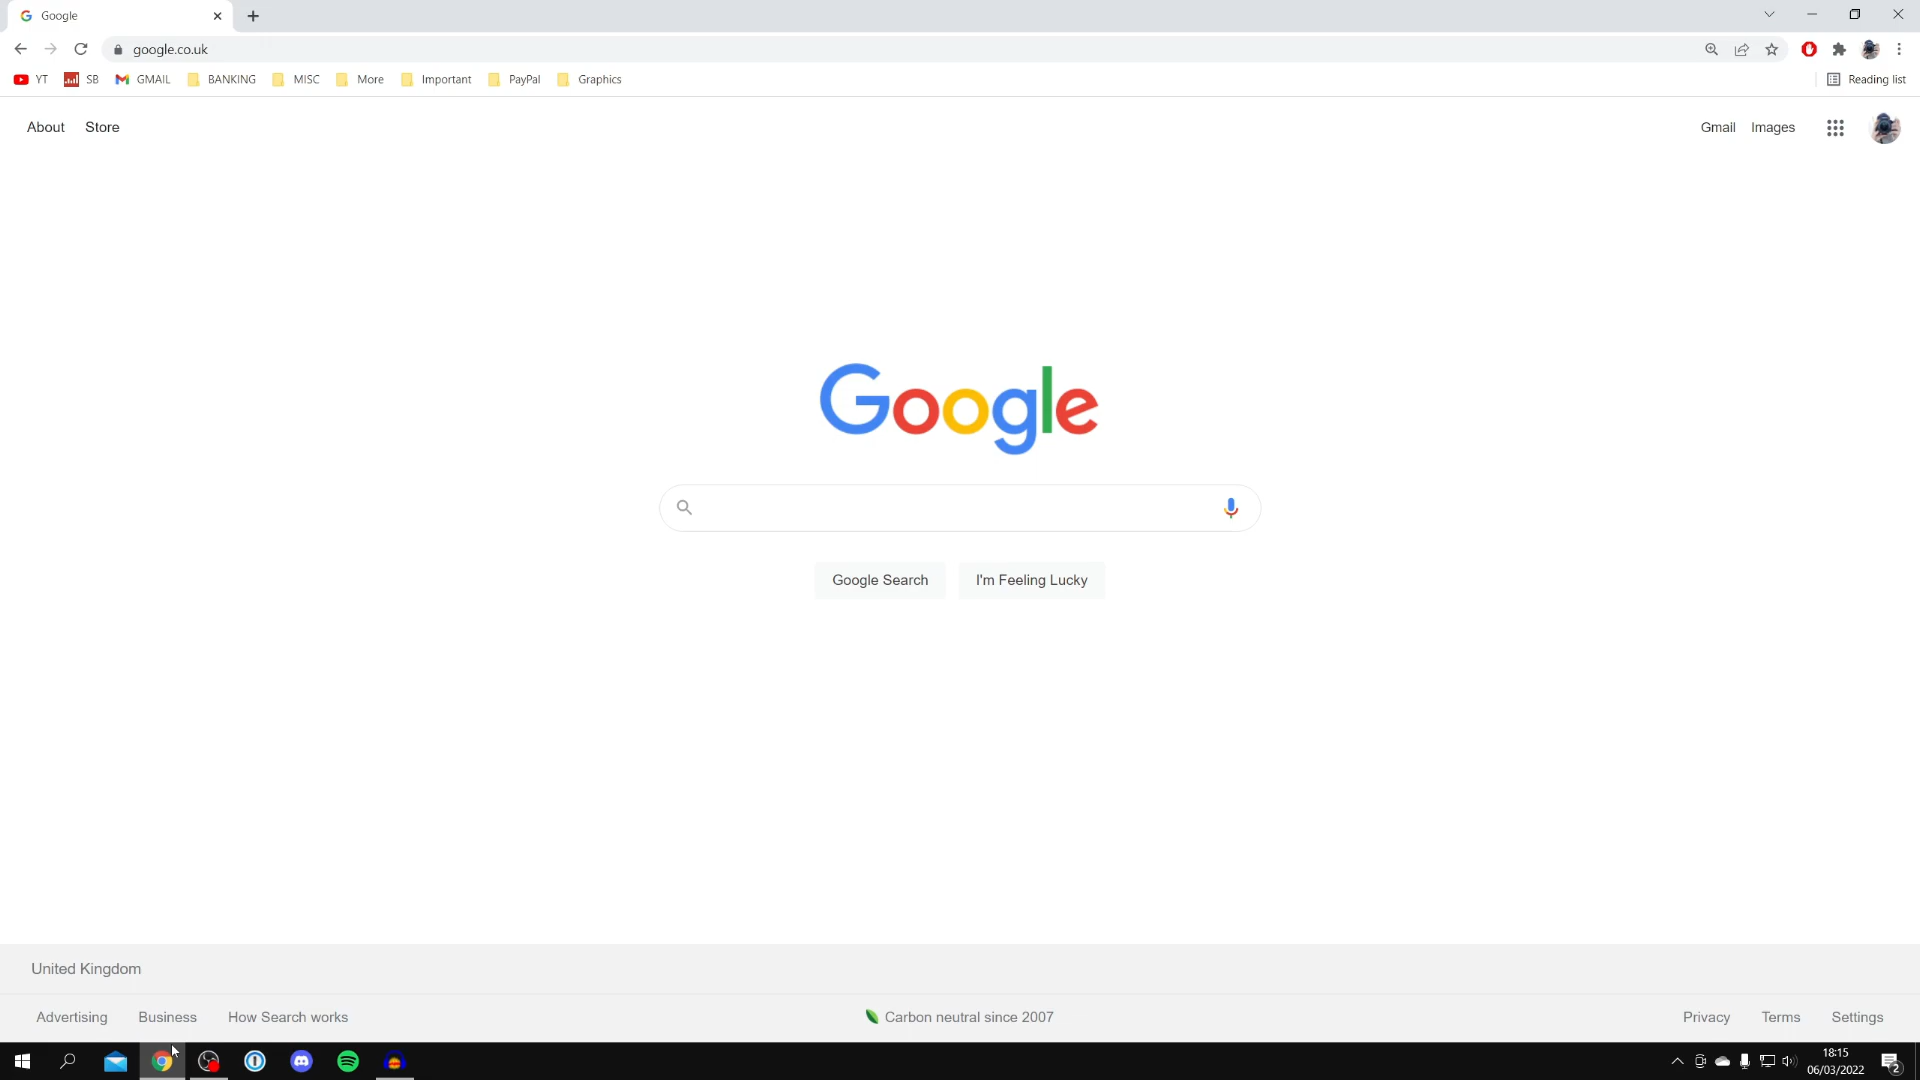 Google
google.co.uk
YT SB GMAIL BANKING MISC More Important PayPal Graphics Reading list
About Store Gmail Images
Google
Google Search I'm Feeling Lucky
United Kingdom
Advertising Business How Search works Carbon neutral since 2007 Privacy Terms Settings
18:15
06/03/2022
2